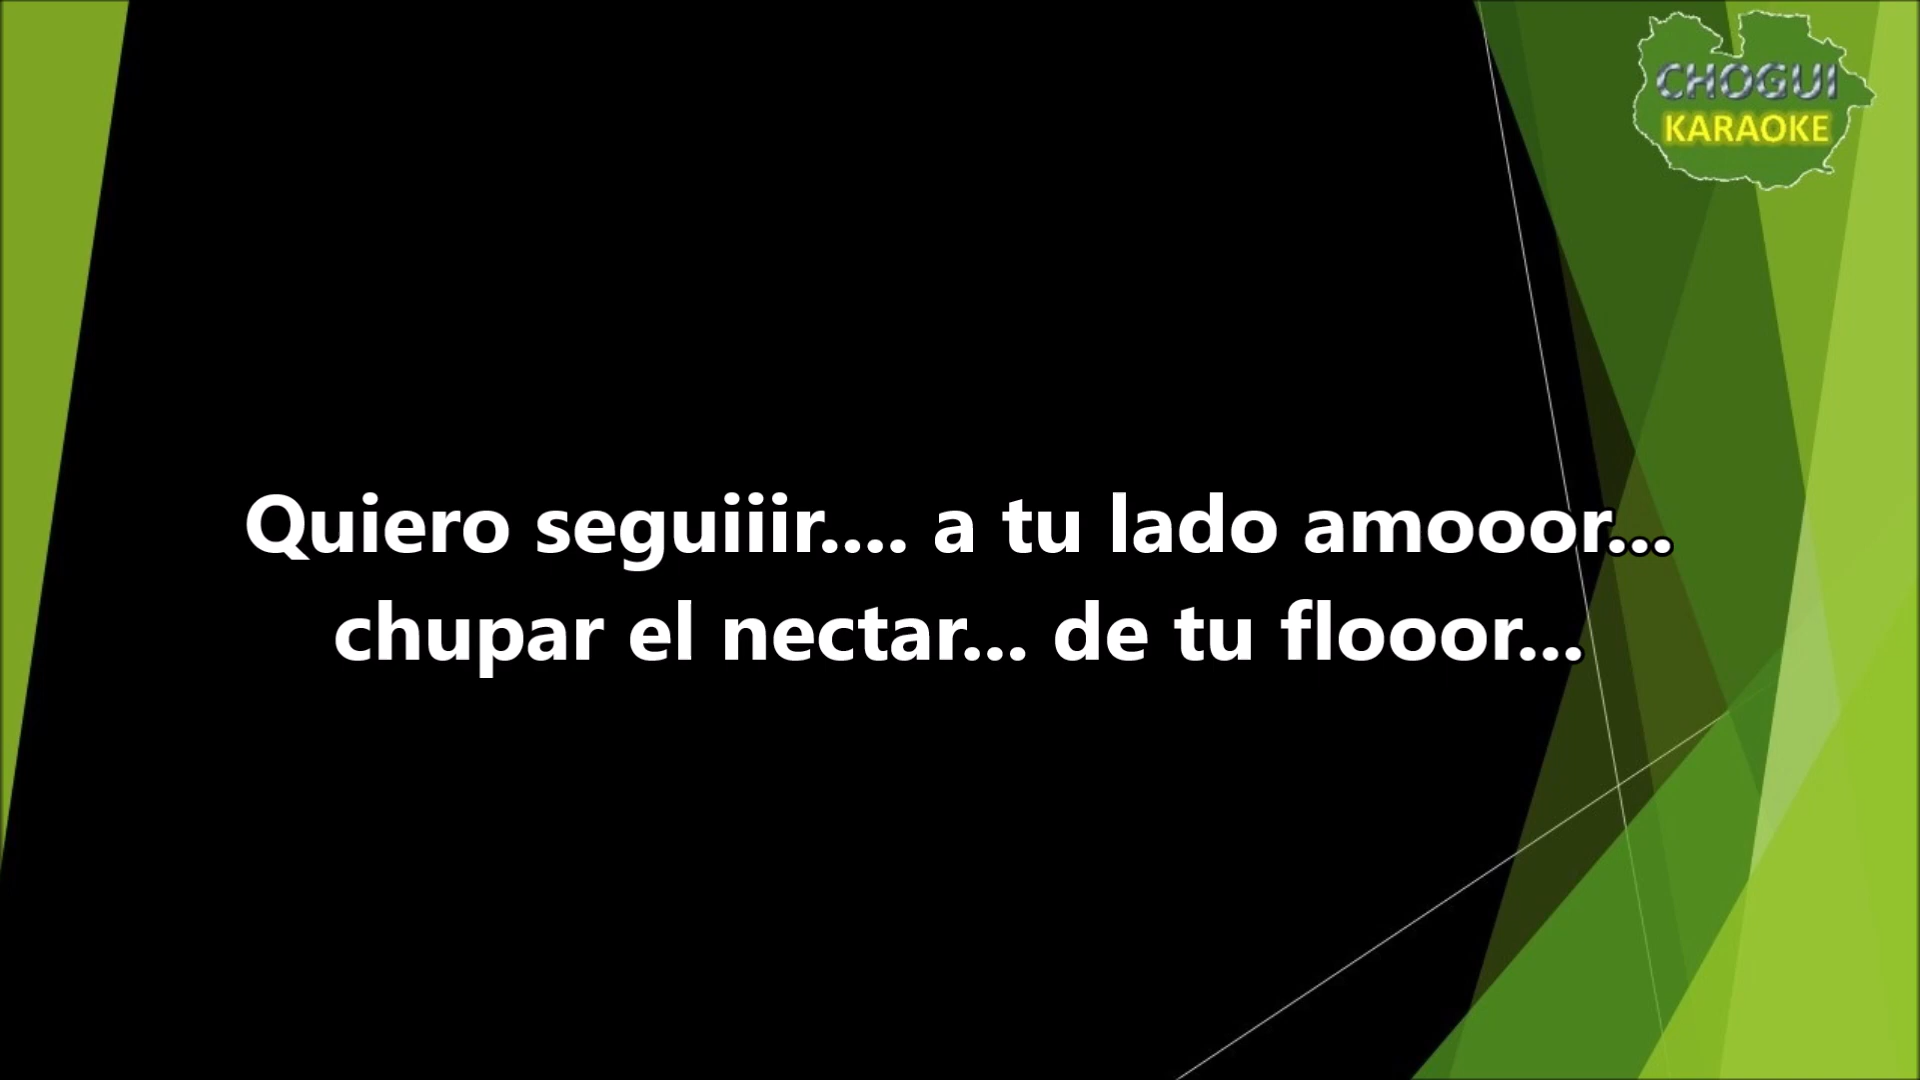 CHOGUI
KARAOKE
Quiero seguiiir.... a tu lado amooor...
chupar el nectar... de tu flooor...